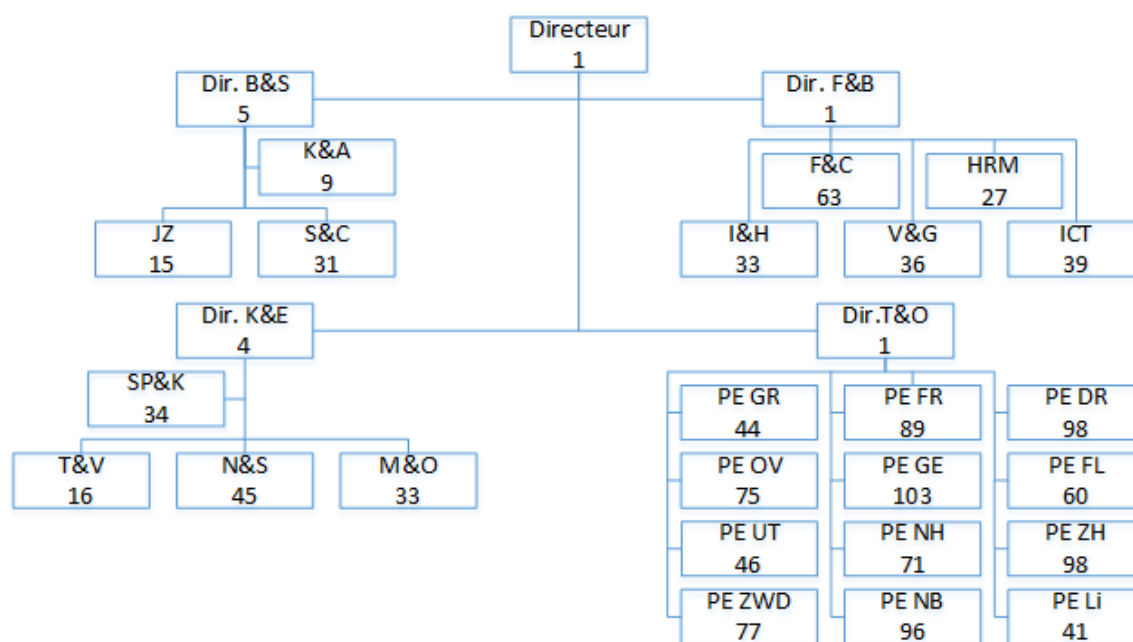 Directeur
1
Dir. B&S
5
Dir. F&B
1
K&A
9
F&C
63
HRM
27
JZ
15
S&C
31
I&H
33
V&G
36
ICT
39
Dir. K&E
4
Dir.T&O
1
SP&K
34
T&V
16
N&S
45
M&O
33
PE GR
44
PE FR
89
PE DR
98
PE OV
75
PE GE
103
PE FL
60
PE UT
46
PE NH
71
PE ZH
98
PE ZWD
77
PE NB
96
PE Li
41